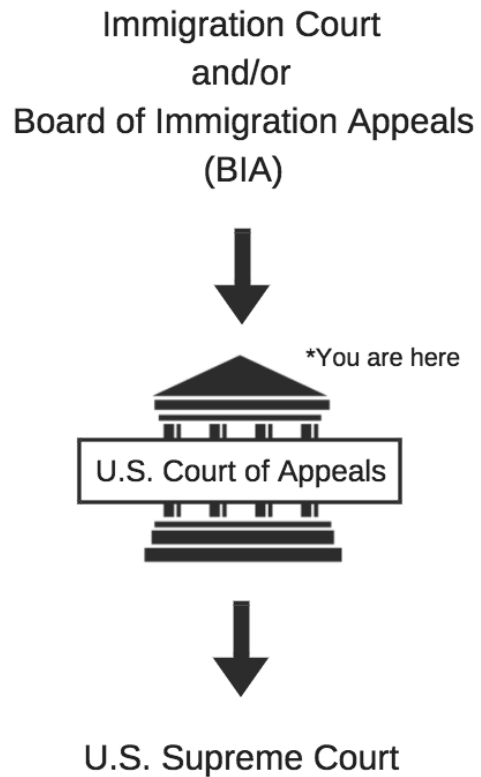 Immigration Court
and/or
Board of Immigration Appeals
(BIA)
*You are here
U.S. Court of Appeals
U.S. Supreme Court